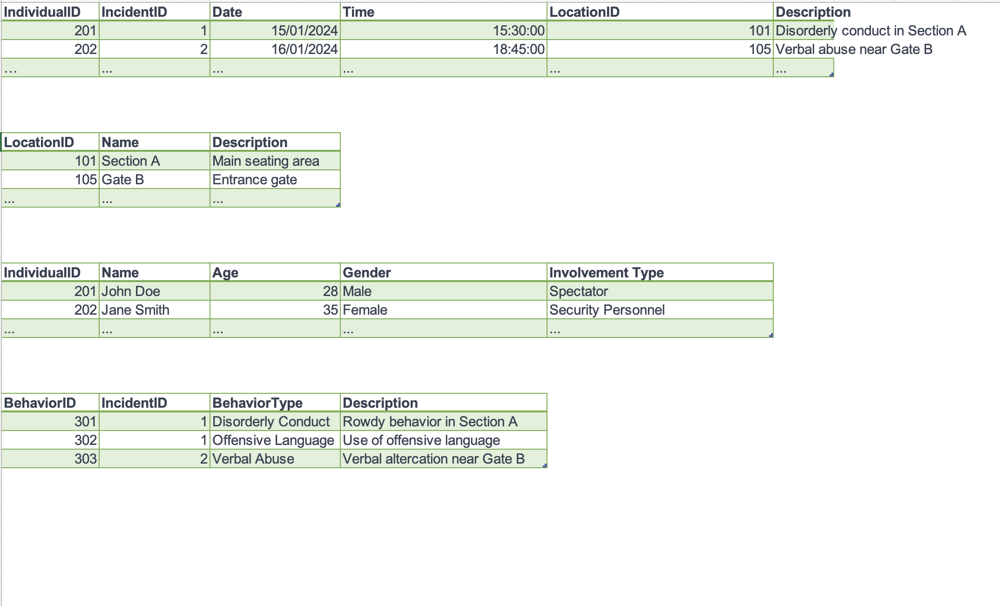 IndividualID IncidentID Date Time LocationID Description
201 1 15/01/2024 15:30:00 101 Disorderly conduct in Section A
202 2 16/01/2024 18:45:00 105 Verbal abuse near Gate B
... ... ... ... ... ...
LocationID Name Description
101 Section A Main seating area
105 Gate B Entrance gate
... ... ...
IndividualID Name Age Gender Involvement Type
201 John Doe 28 Male Spectator
202 Jane Smith 35 Female Security Personnel
... ... ... ... ...
BehaviorID IncidentID BehaviorType Description
301 1 Disorderly Conduct Rowdy behavior in Section A
302 1 Offensive Language Use of offensive language
303 2 Verbal Abuse Verbal altercation near Gate B